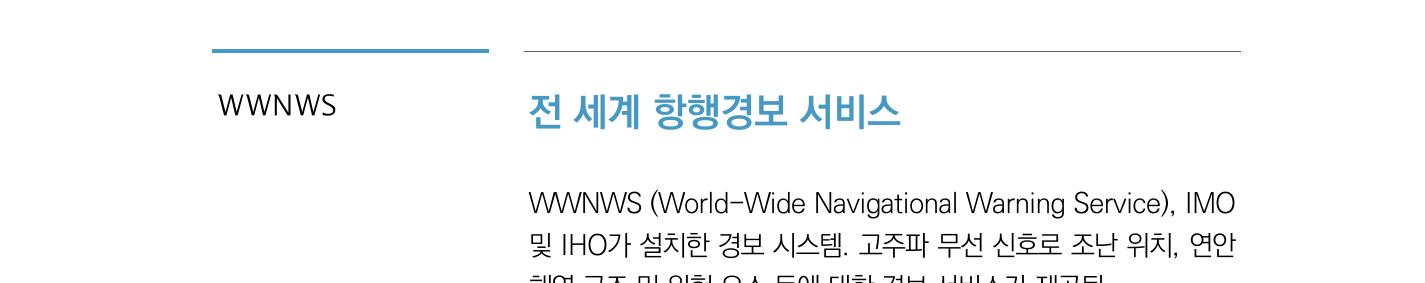 WWNWS
전 세계 항행경보 서비스
WWNWS (World-Wide Navigational Warning Service), IMO
및 IHO가 설치한 경보 시스템. 고주파 무선 신호로 조난 위치, 연안